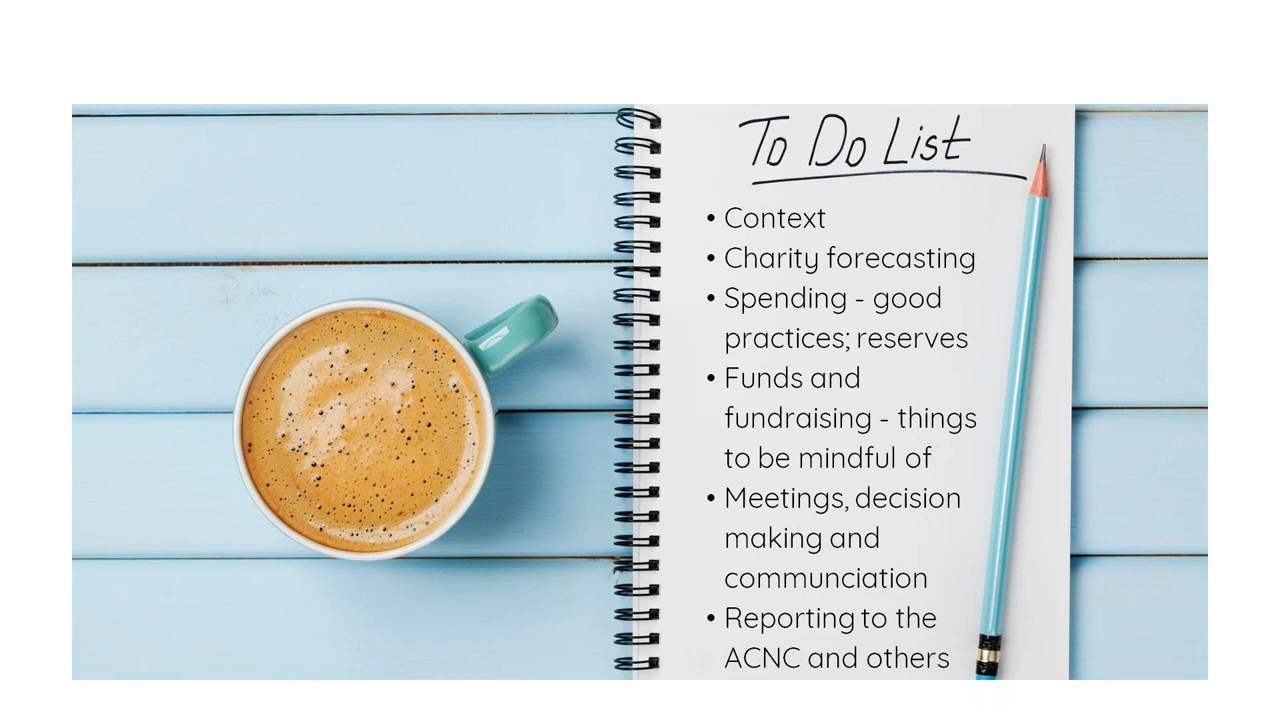 To Do List
• Context
• Charity forecasting
• Spending - good
practices; reserves
• Funds and
fundraising - things
to be mindful of
• Meetings, decision
making and
communciation
• Reporting to the
ACNC and others